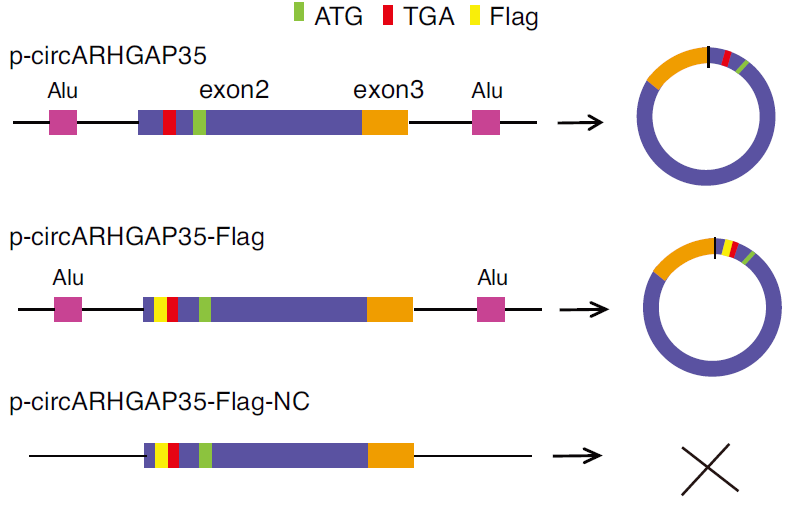 ATG TGA Flag
p-circARHGAP35
Alu exon2 exon3 Alu
p-circARHGAP35-Flag
Alu Alu
p-circARHGAP35-Flag-NC